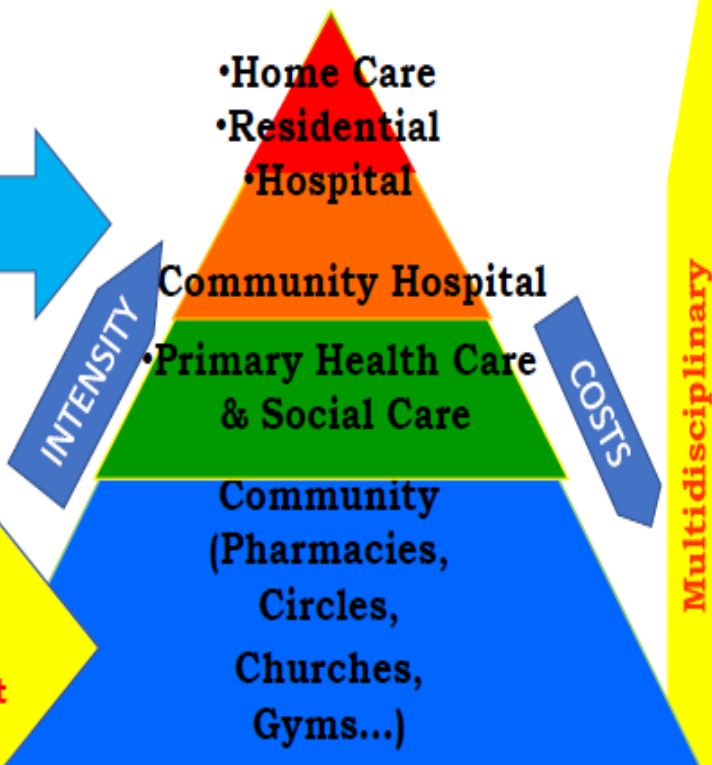 •Home Care
•Residential
•Hospital
Community Hospital
INTENSITY
•Primary Health Care
& Social Care
COSTS
Community
(Pharmacies,
Circles,
Churches,
Gyms...)
Multidisciplinary
t